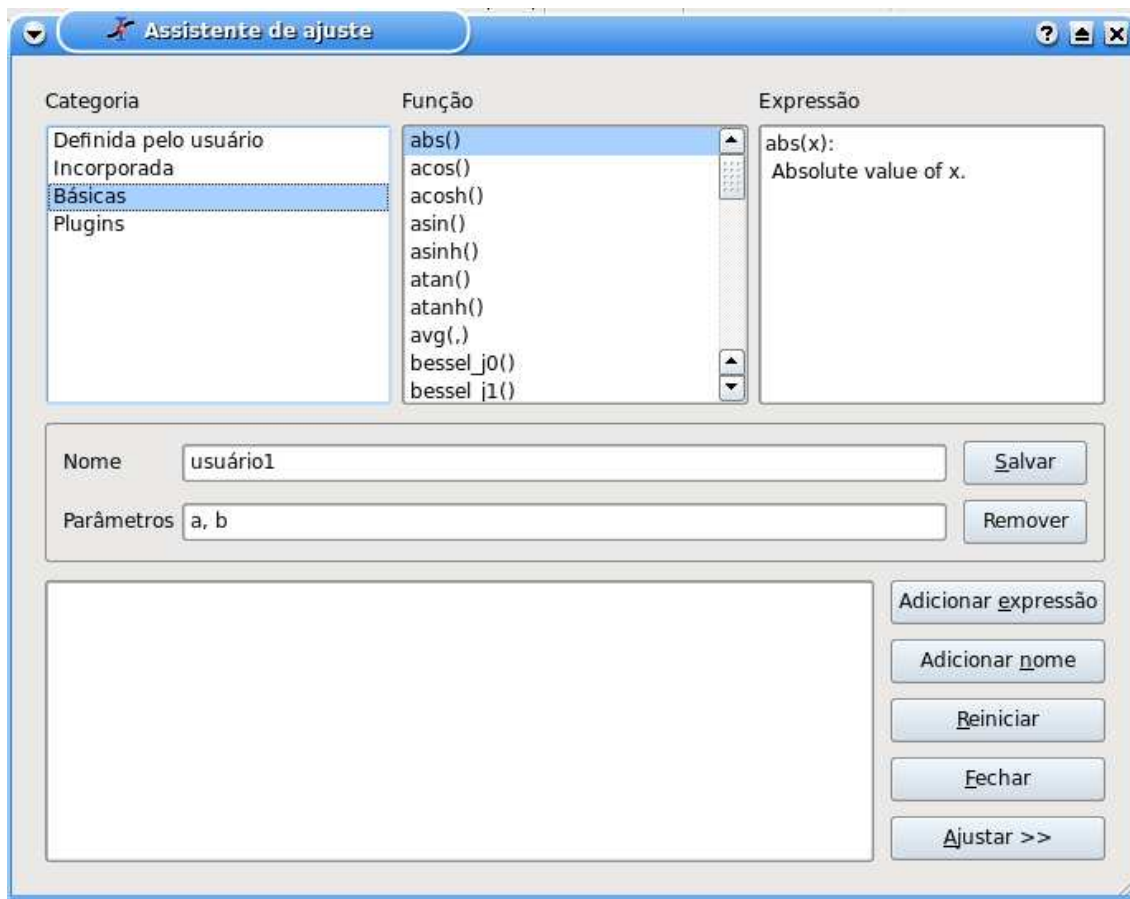 Assistente de ajuste
Categoria
Função
Expressão
Definida pelo usuário
Incorporada
Básicas
Plugins
abs()
acos()
acosh()
asin()
asinh()
atan()
atanh()
avg(,)
bessel_j0()
bessel_j1()
abs(x):
Absolute value of x.
Nome
usuário1
Salvar
Parâmetros
a, b
Remover
Adicionar expressão
Adicionar nome
Reiniciar
Fechar
Ajustar >>